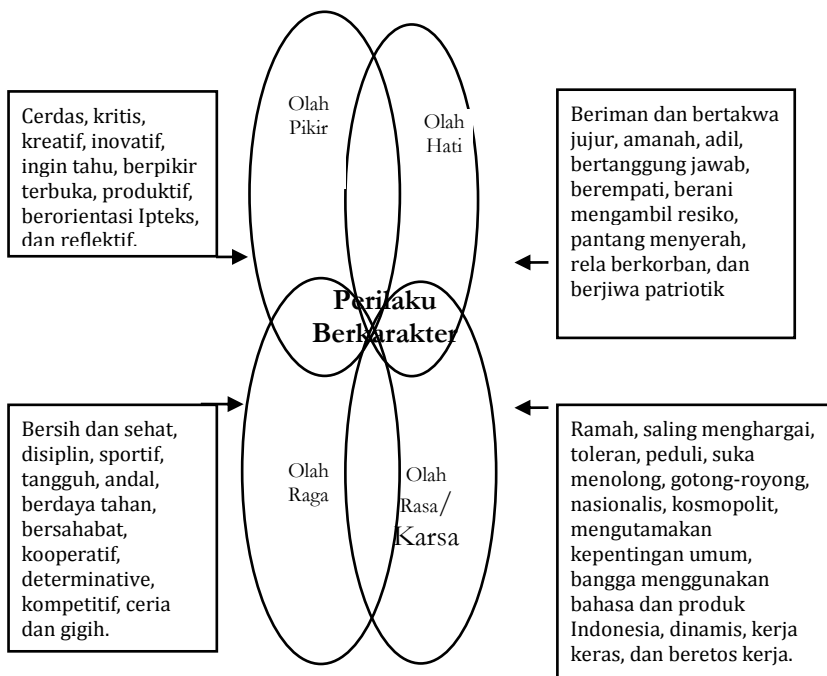 Cerdas, kritis,
kreatif, inovatif,
ingin tahu, berpikir
terbuka, produktif,
berorientasi Ipteks,
dan reflektif.
Olah
Pikir
Olah
Hati
Beriman dan bertakwa
jujur, amanah, adil,
bertanggung jawab,
berempati, berani
mengambil resiko,
pantang menyerah,
rela berkorban, dan
berjiwa patriotik
Perilaku
Berkarakter
Bersih dan sehat,
disiplin, sportif,
tangguh, andal,
berdaya tahan,
bersahabat,
kooperatif,
determinative,
kompetitif, ceria
dan gigih.
Olah
Raga
Olah
Rasa/
Karsa
Ramah, saling menghargai,
toleran, peduli, suka
menolong, gotong-royong,
nasionalis, kosmopolit,
mengutamakan
kepentingan umum,
bangga menggunakan
bahasa dan produk
Indonesia, dinamis, kerja
keras, dan beretos kerja.